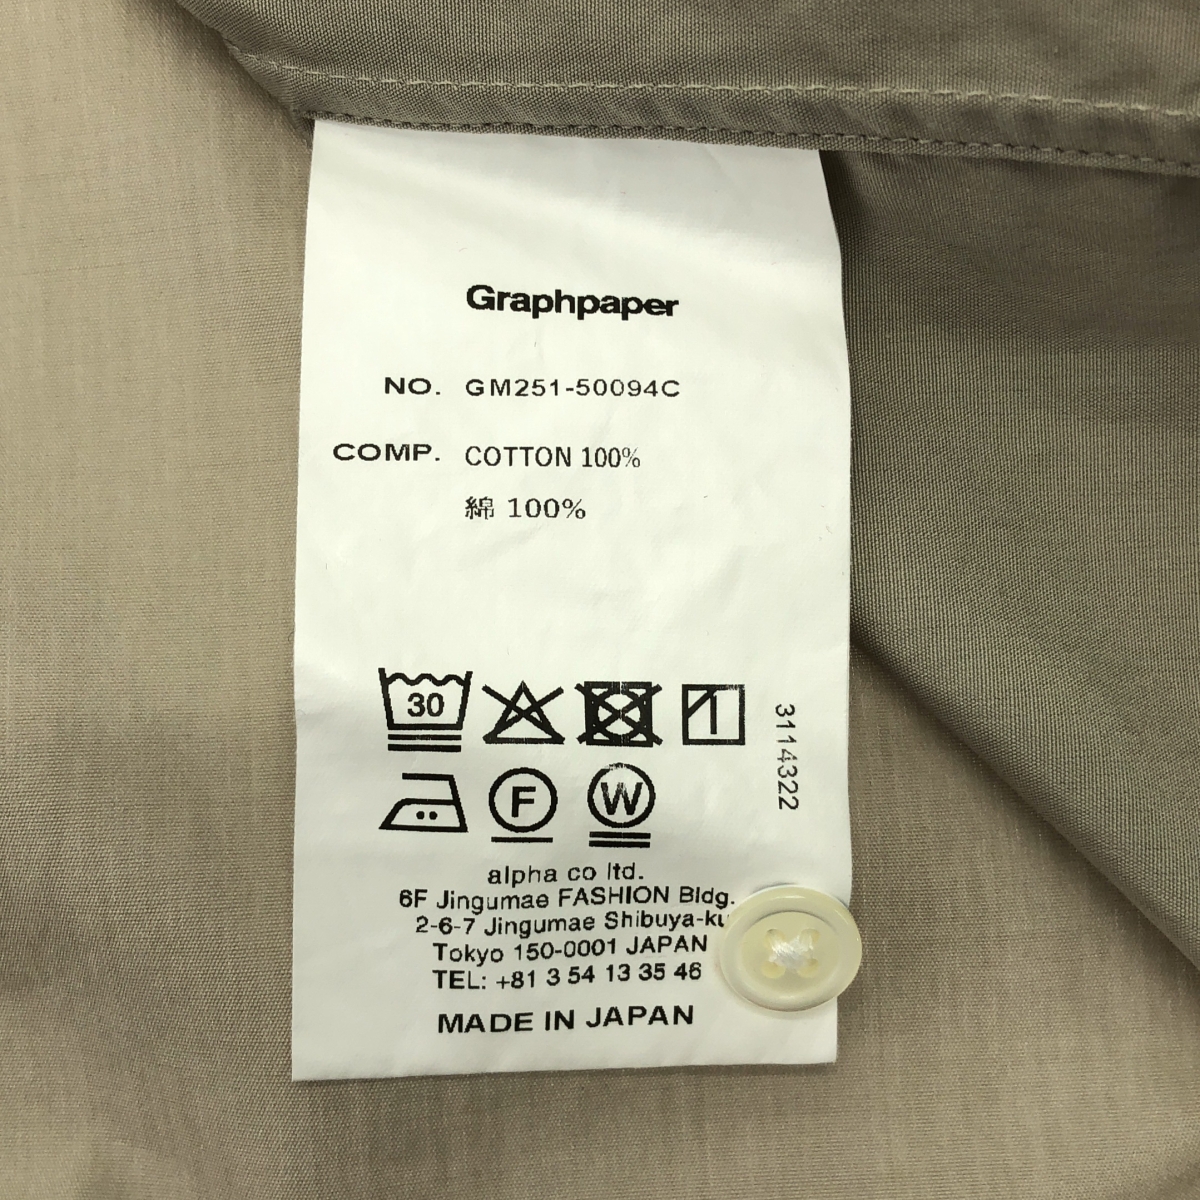 Graphpaper
NO. GM251-50094C
COMP. COTTON 100%
綿 100%
30
3114322
F
W
alpha co ltd.
6F Jingumae FASHION Bldg.
2-6-7 Jingumae Shibuya-ku
Tokyo 150-0001 JAPAN
TEL: +81 3 54 13 35 46
MADE IN JAPAN